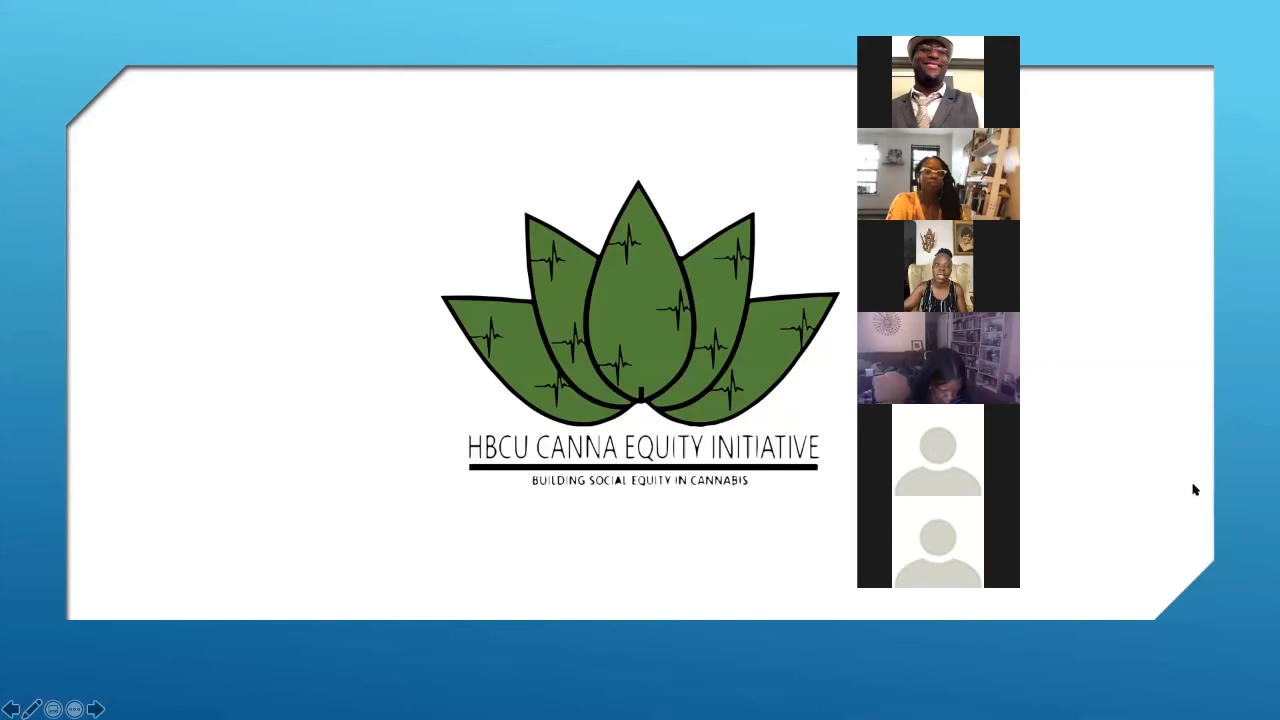 HBCU CANNA EQUITY INITIATIVE
BUILDING SOCIAL EQUITY IN CANNABIS